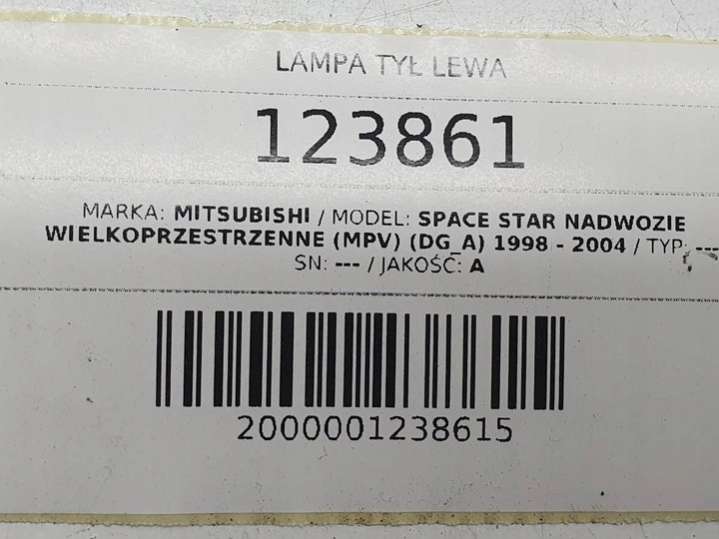 LAMPA TYŁ LEWA
123861
MARKA: MITSUBISHI / MODEL: SPACE STAR NADWOZIE
WIELKOPRZESTRZENNE (MPV) (DG_A) 1998 - 2004 / TYP: ---
SN: --- / JAKOŚĆ: A
2000001238615